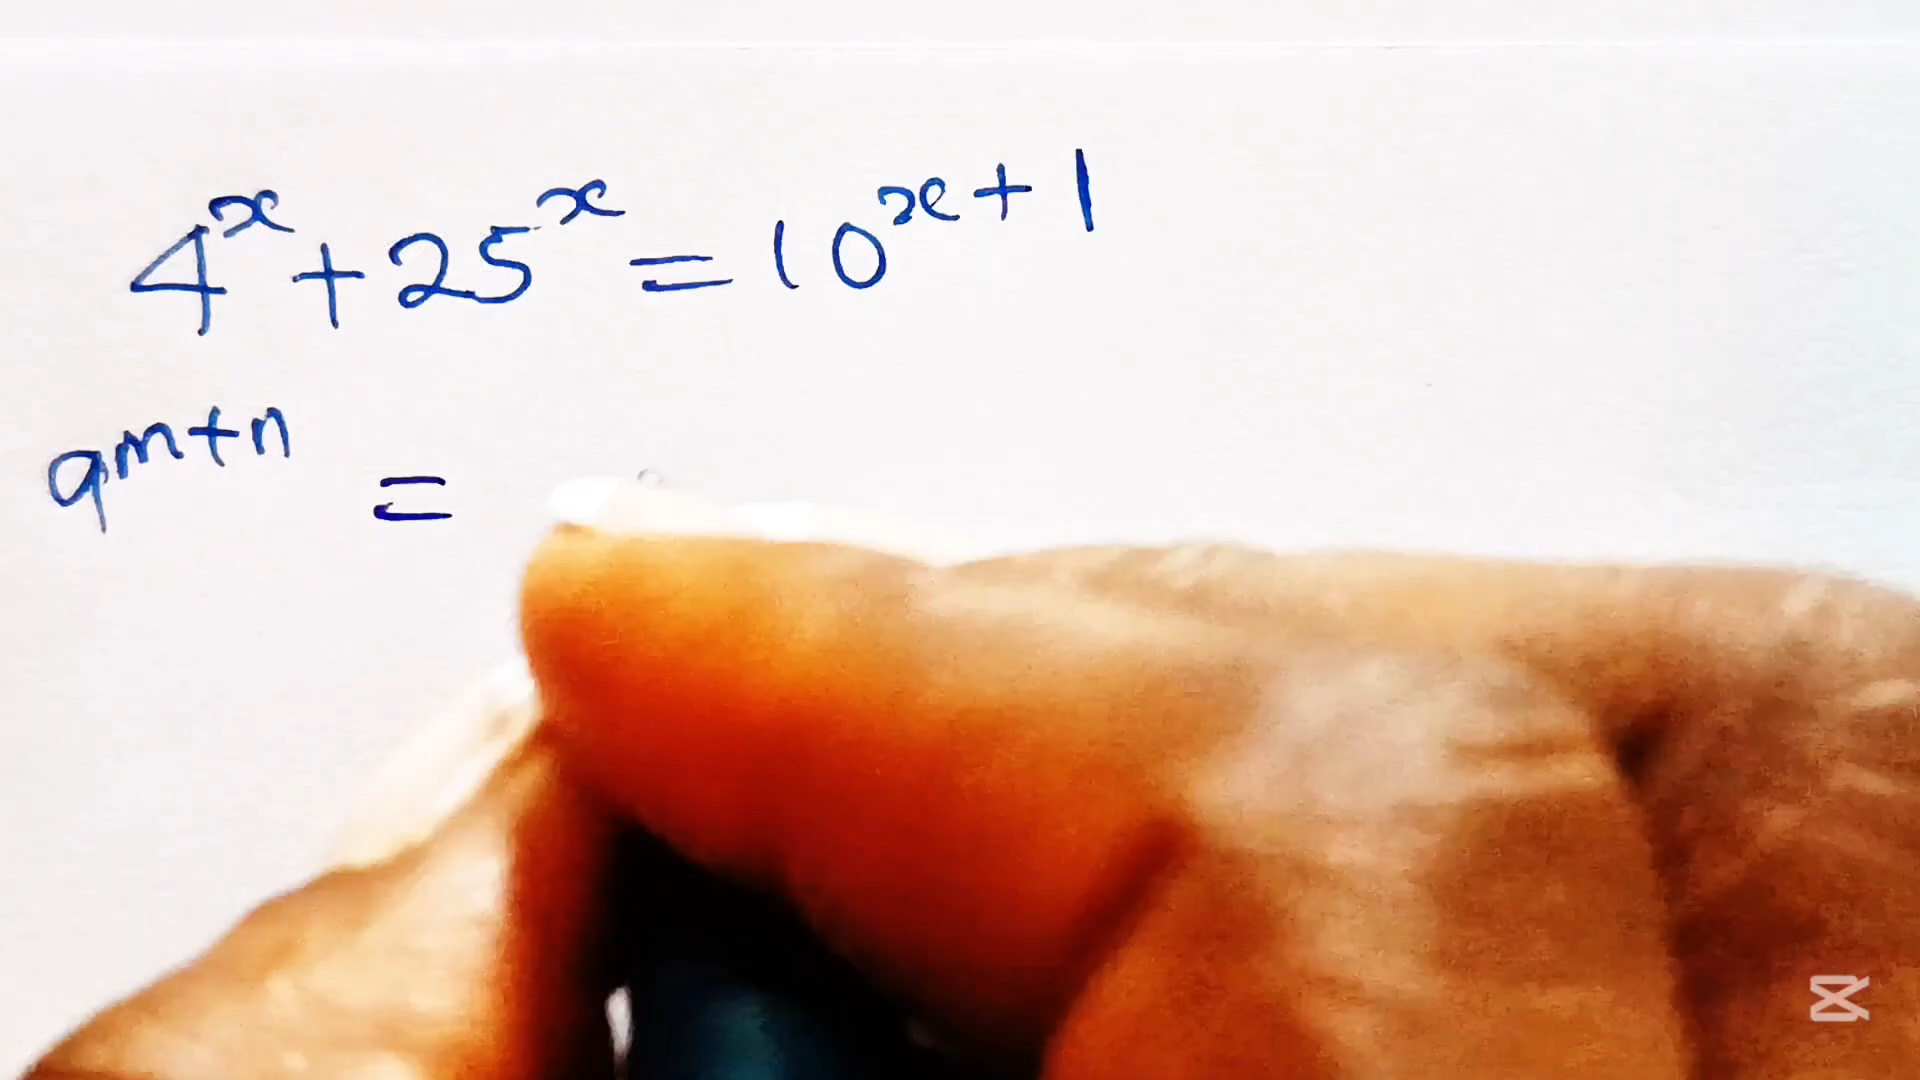 4^x + 25^x = 10^{x+1}
a^{m+n} =